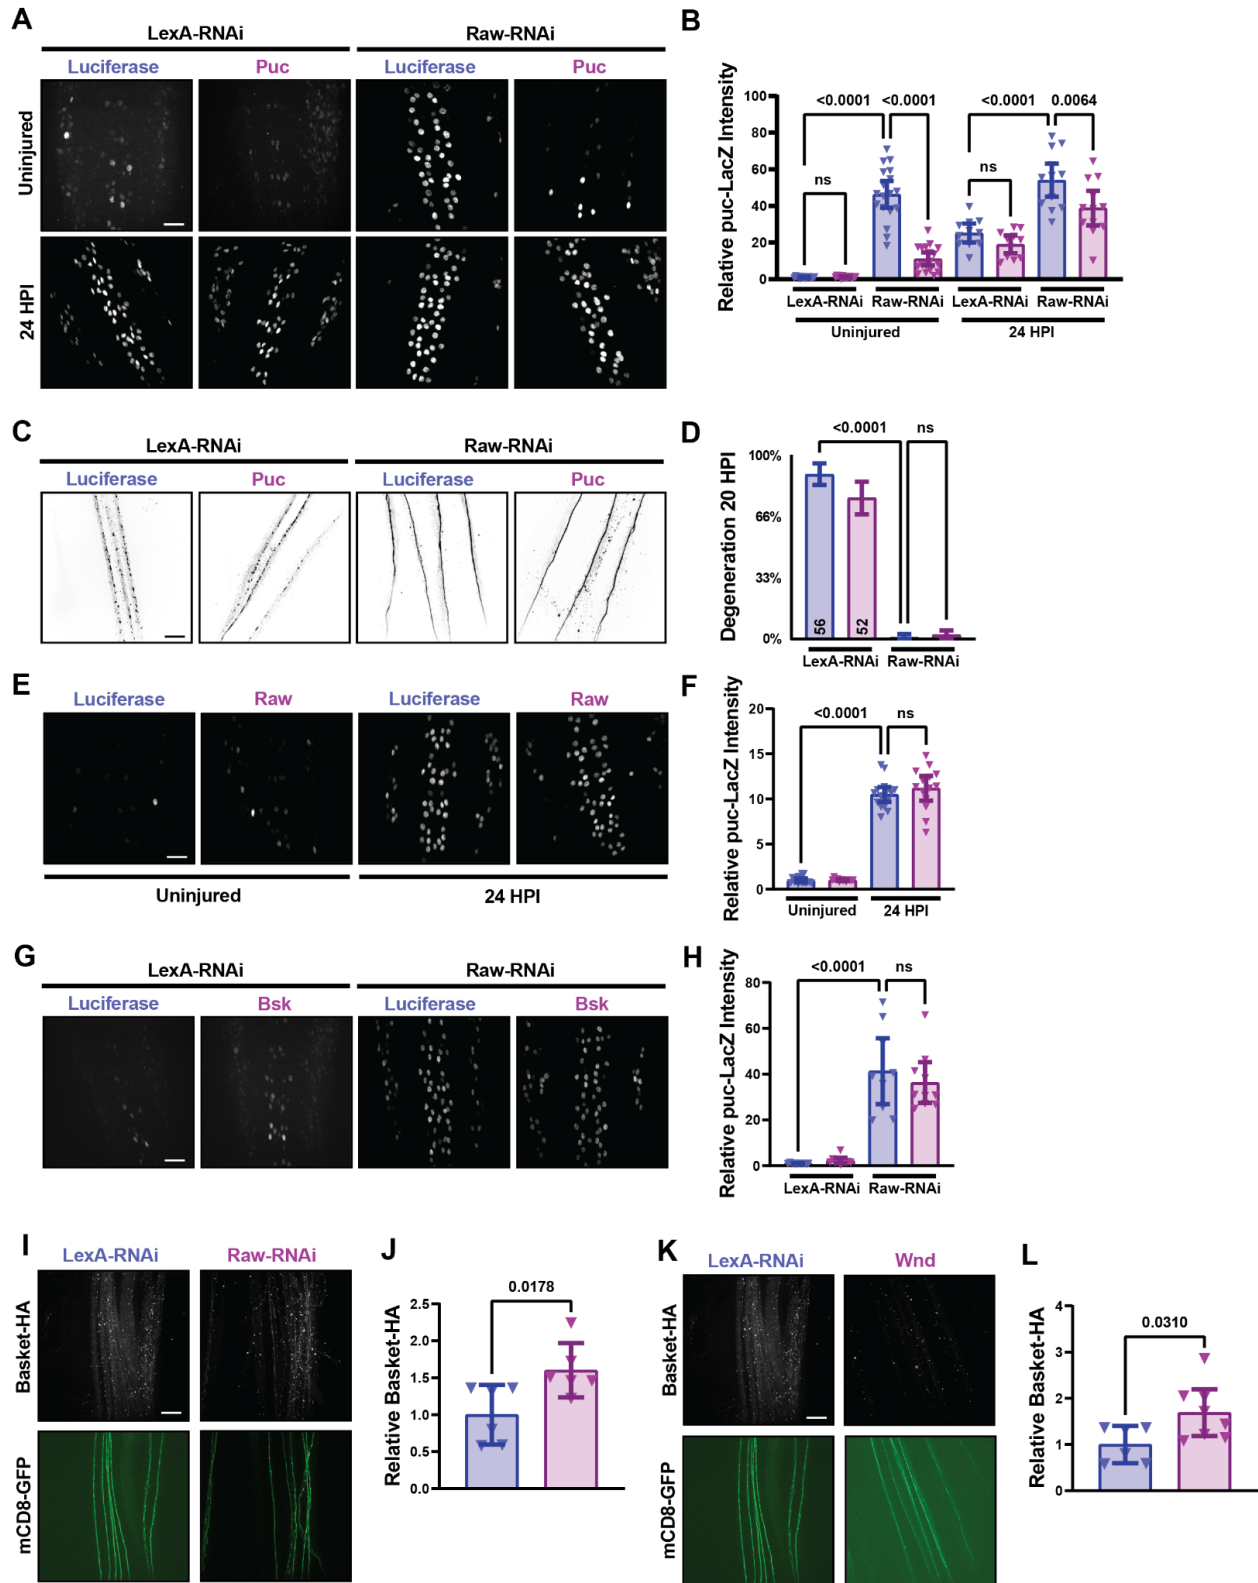 A
LexA-RNAi Raw-RNAi
Luciferase Puc Luciferase Puc
Uninjured
24 HPI
B
Relative puc-LacZ Intensity
100
80
60
40
20
0
<0.0001 <0.0001 <0.0001 0.0064
ns ns
LexA-RNAi Raw-RNAi LexA-RNAi Raw-RNAi
Uninjured 24 HPI
C
LexA-RNAi Raw-RNAi
Luciferase Puc Luciferase Puc
D
Degeneration 20 HPI
100%
66%
33%
0%
<0.0001 ns
56 52
LexA-RNAi Raw-RNAi
E
Luciferase Raw Luciferase Raw
Uninjured 24 HPI
F
Relative puc-LacZ Intensity
20
15
10
5
0
<0.0001 ns
Uninjured 24 HPI
G
LexA-RNAi Raw-RNAi
Luciferase Bsk Luciferase Bsk
H
Relative puc-LacZ Intensity
80
60
40
20
0
<0.0001 ns
LexA-RNAi Raw-RNAi
I
LexA-RNAi Raw-RNAi
Basket-HA
mCD8-GFP
J
Relative Basket-HA
2.5
2.0
1.5
1.0
0.5
0.0
0.0178
K
LexA-RNAi Wnd
Basket-HA
mCD8-GFP
L
Relative Basket-HA
4
3
2
1
0
0.0310